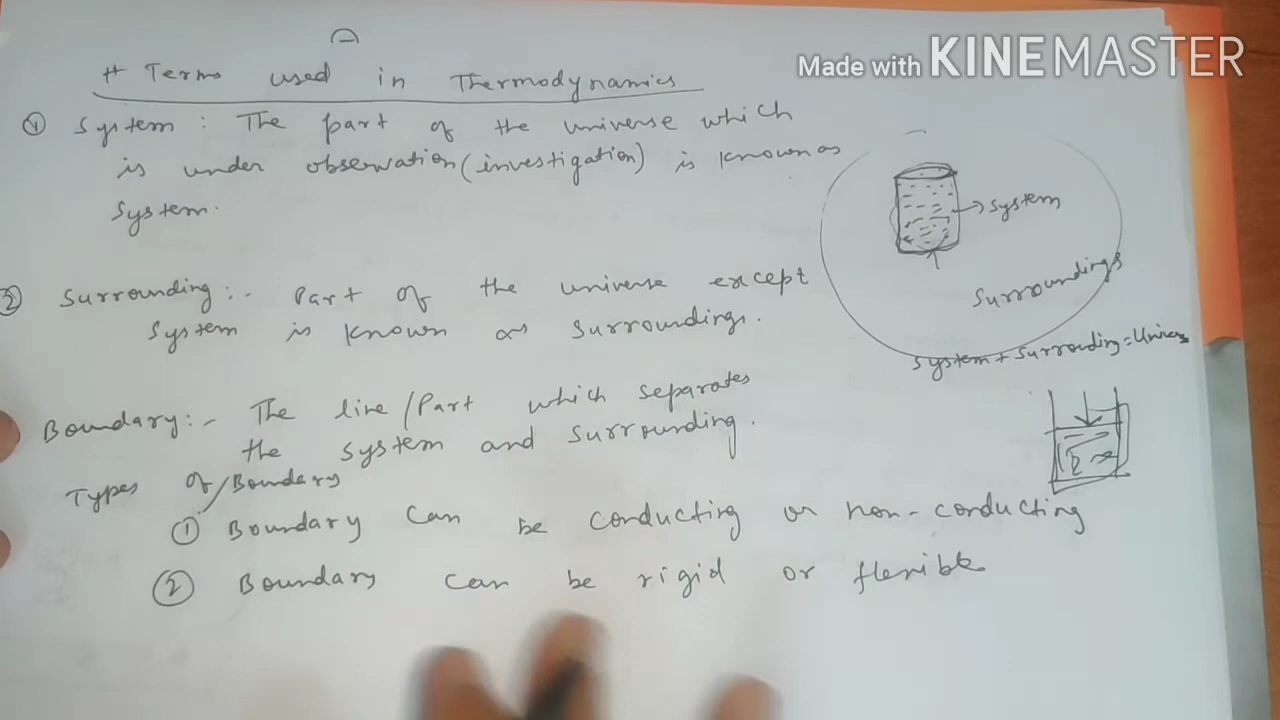 Made with KINEMASTER
# Terms used in Thermodynamics
① System : The part of the universe which
is under observation (investigation) is known as
System.
② Surrounding :- Part of the universe except
System is known as Surroundings.
Boundary :- The line/Part which separates
the system and Surrounding.
Types of Boundary
① Boundary can be conducting or non-conducting
② Boundary can be rigid or flexible
→ System
Surroundings
System + Surrounding =